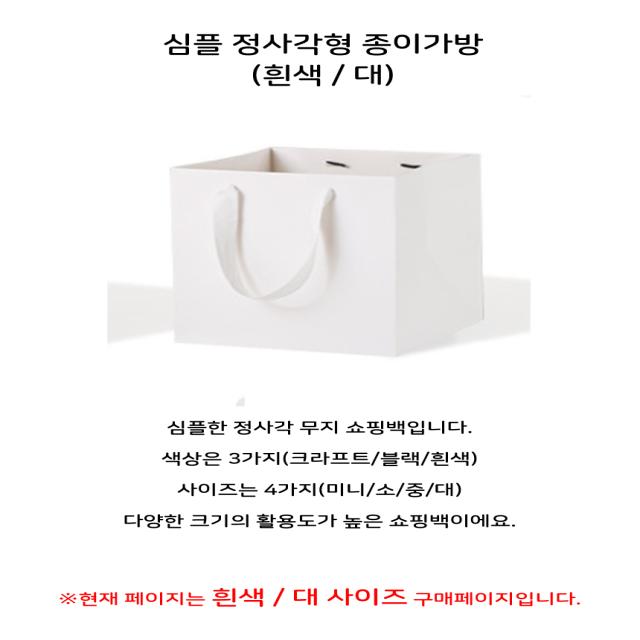 심플 정사각형 종이가방
(흰색 / 대)
심플한 정사각 무지 쇼핑백입니다.
색상은 3가지(크라프트/블랙/흰색)
사이즈는 4가지(미니/소/중/대)
다양한 크기의 활용도가 높은 쇼핑백이에요.
※현재 페이지는 흰색 / 대 사이즈 구매페이지입니다.